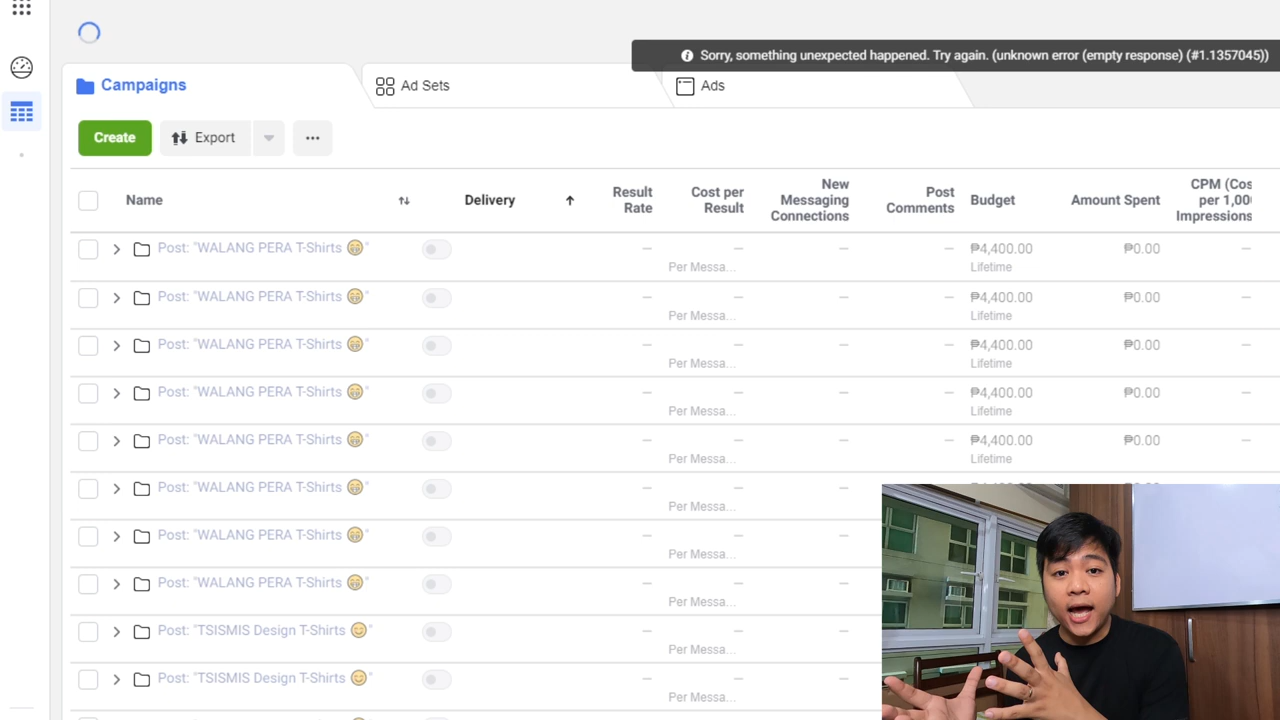 Sorry, something unexpected happened. Try again. (unknown error (empty response) (#1.1357045))
Campaigns
Ad Sets
Ads
Create
Export
Name
Delivery
Result
Rate
Cost per
Result
New
Messaging
Connections
Post
Comments
Budget
Amount Spent
CPM (Cos
per 1,00
Impressions
Post: "WALANG PERA T-Shirts 😁"
Per Messa...
₱4,400.00
Lifetime
₱0.00
Post: "WALANG PERA T-Shirts 😁"
Per Messa...
₱4,400.00
Lifetime
₱0.00
Post: "WALANG PERA T-Shirts 😁"
Per Messa...
₱4,400.00
Lifetime
₱0.00
Post: "WALANG PERA T-Shirts 😁"
Per Messa...
₱4,400.00
Lifetime
₱0.00
Post: "WALANG PERA T-Shirts 😁"
Per Messa...
₱4,400.00
Lifetime
₱0.00
Post: "WALANG PERA T-Shirts 😁"
Per Messa...
Post: "WALANG PERA T-Shirts 😁"
Per Messa...
Post: "WALANG PERA T-Shirts 😁"
Per Messa...
Post: "TSISMIS Design T-Shirts 😊"
Per Messa...
Post: "TSISMIS Design T-Shirts 😊"
Per Messa...